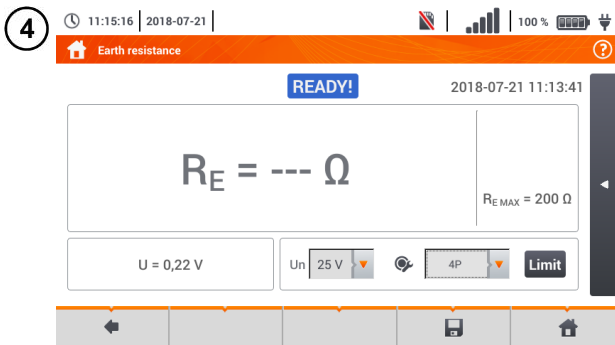 4
11:15:16 2018-07-21 100 %
Earth resistance ?
READY! 2018-07-21 11:13:41
RE = --- Ω
RE MAX = 200 Ω
U = 0,22 V Un 25 V 4P Limit